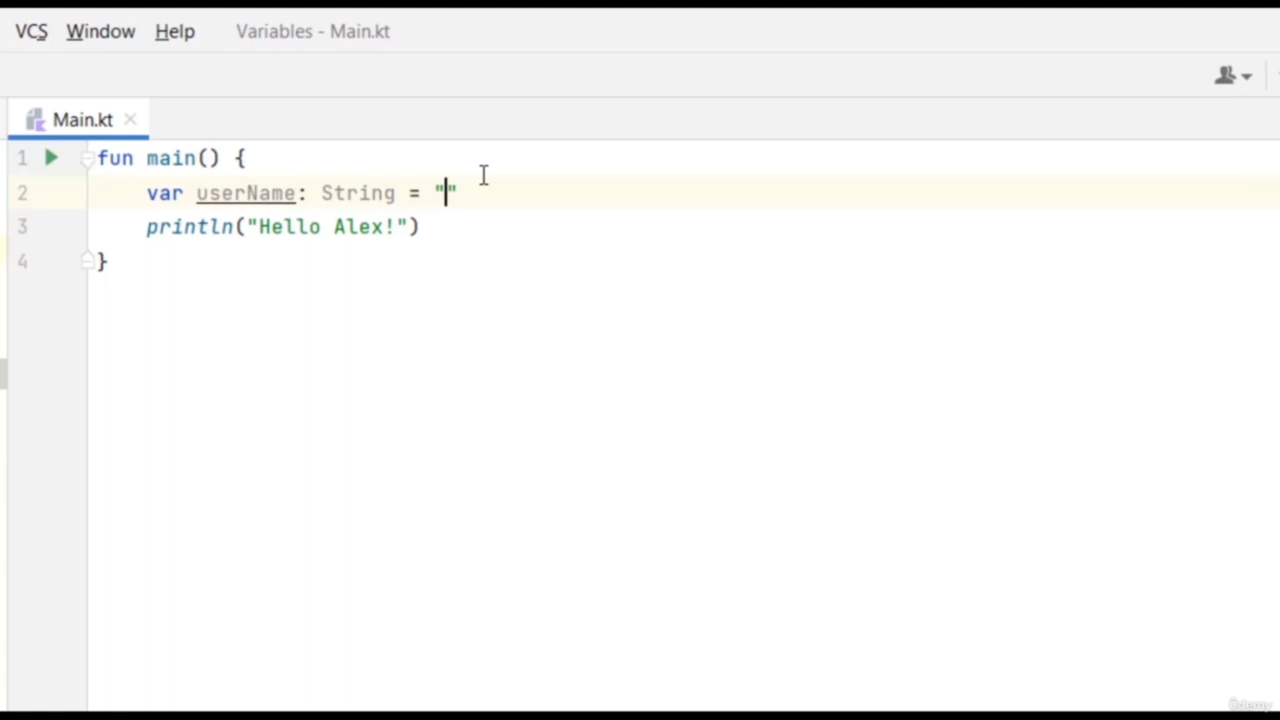 VCS Window Help Variables - Main.kt
Main.kt
1 fun main() {
2 var userName: String = ""
3 println("Hello Alex!")
4 }
ûdemy